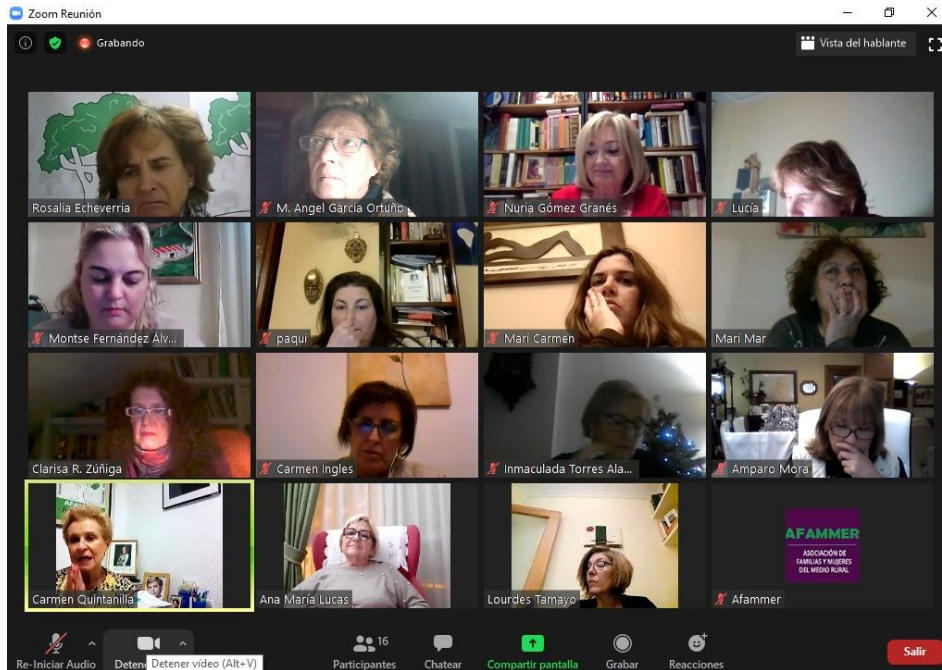 Zoom Reunión
Grabando
Vista del hablante
Rosalia Echeverria
M. Angel García Ortuño
Nuria Gómez Granés
Lucía
Montse Fernández Álv...
paqui
Mari Carmen
Mari Mar
Clarisa R. Zúñiga
Carmen Ingles
Inmaculada Torres Ala...
Amparo Mora
Carmen Quintanilla
Ana María Lucas
Lourdes Tamayo
AFAMMER
ASOCIACIÓN DE
FAMILIAS Y MUJERES
DEL MEDIO RURAL
Afammer
16
Re-Iniciar Audio
Deten
Detener vídeo (Alt+V)
Participantes
Chatear
Compartir pantalla
Grabar
Reacciones
Salir